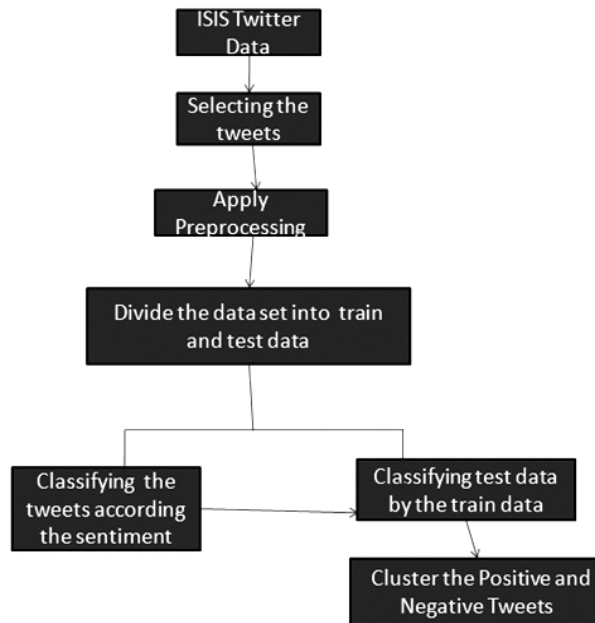 ISIS Twitter
Data
Selecting the
tweets
Apply
Preprocessing
Divide the data set into train
and test data
Classifying the
tweets according
the sentiment
Classifying test data
by the train data
Cluster the Positive and
Negative Tweets